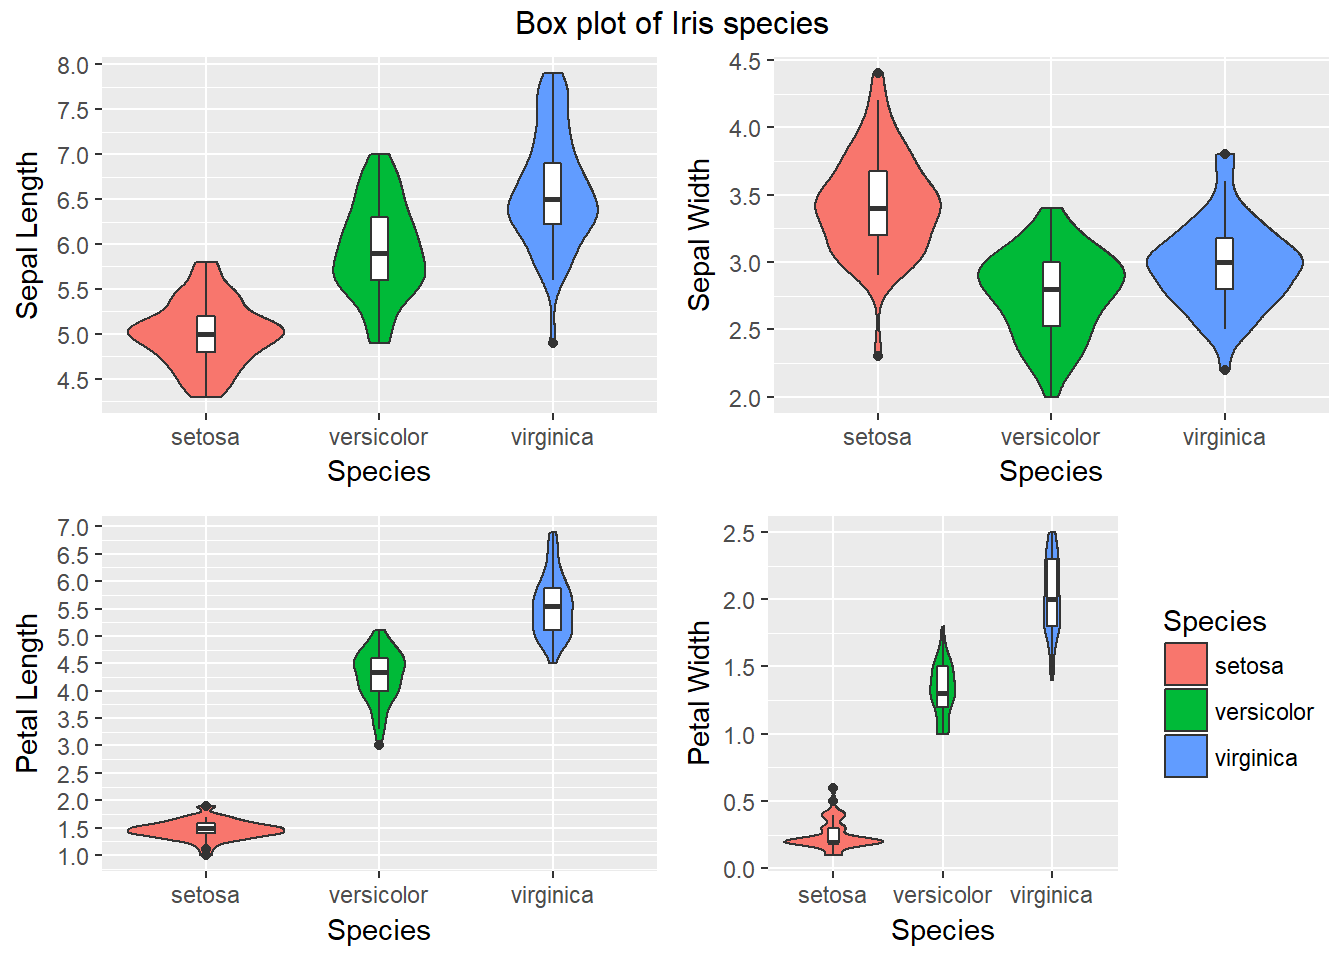 Box plot of Iris species
8.0
7.5
7.0
6.5
6.0
5.5
5.0
4.5
Sepal Length
setosa versicolor virginica
Species
4.5
4.0
3.5
3.0
2.5
2.0
Sepal Width
setosa versicolor virginica
Species
7.0
6.5
6.0
5.5
5.0
4.5
4.0
3.5
3.0
2.5
2.0
1.5
1.0
Petal Length
setosa versicolor virginica
Species
2.5
2.0
1.5
1.0
0.5
0.0
Petal Width
setosa versicolor virginica
Species
Species
setosa
versicolor
virginica